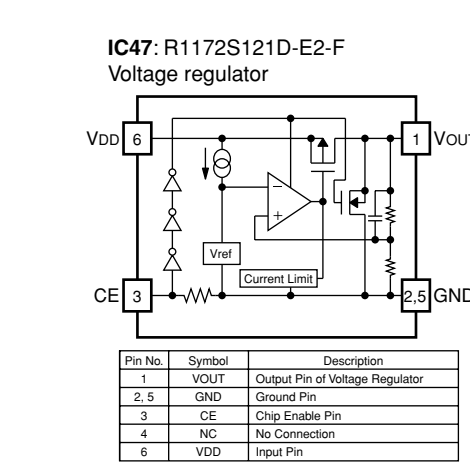 IC47: R1172S121D-E2-F
Voltage regulator
VDD 6 1 VOUT
− +
Vref
Current Limit
CE 3 2,5 GND
Pin No. Symbol Description
1 VOUT Output Pin of Voltage Regulator
2, 5 GND Ground Pin
3 CE Chip Enable Pin
4 NC No Connection
6 VDD Input Pin